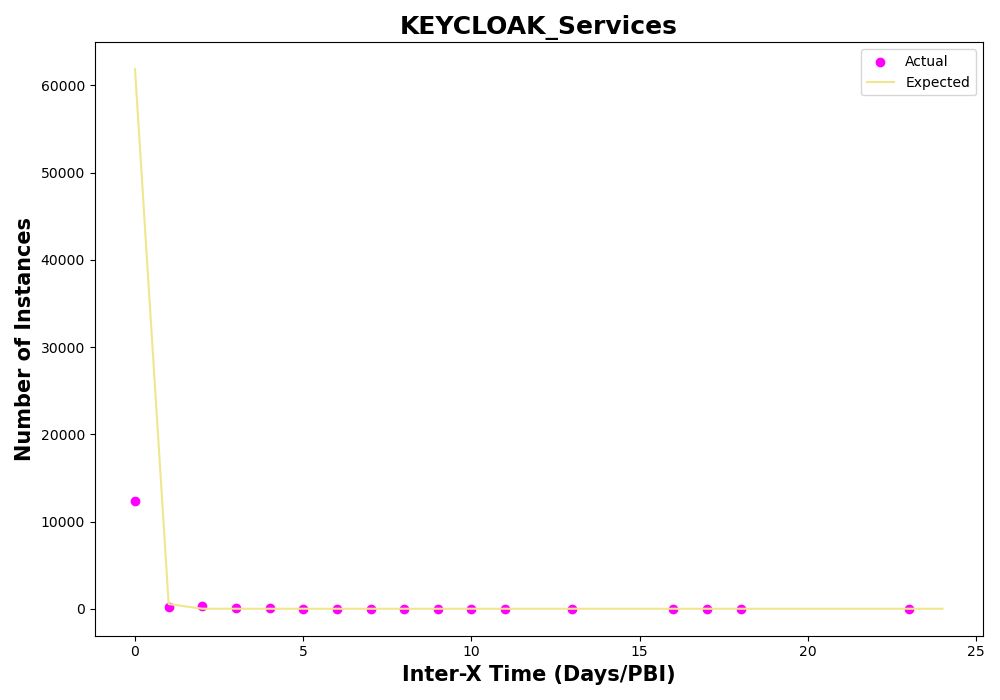 KEYCLOAK_Services
Actual
Expected
60000
50000
40000
30000
20000
10000
0
Number of Instances
0 5 10 15 20 25
Inter-X Time (Days/PBI)